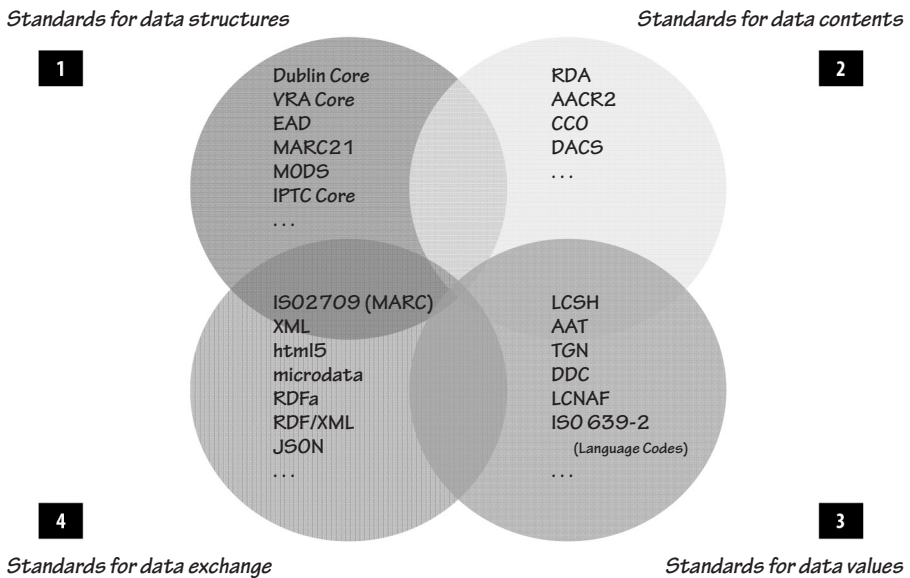 Standards for data structures
Standards for data contents
1
2
Dublin Core
VRA Core
EAD
MARC21
MODS
IPTC Core
. . .
RDA
AACR2
CCO
DACS
. . .
ISO2709 (MARC)
XML
html5
microdata
RDFa
RDF/XML
JSON
. . .
LCSH
AAT
TGN
DDC
LCNAF
ISO 639-2
(Language Codes)
. . .
4
3
Standards for data exchange
Standards for data values